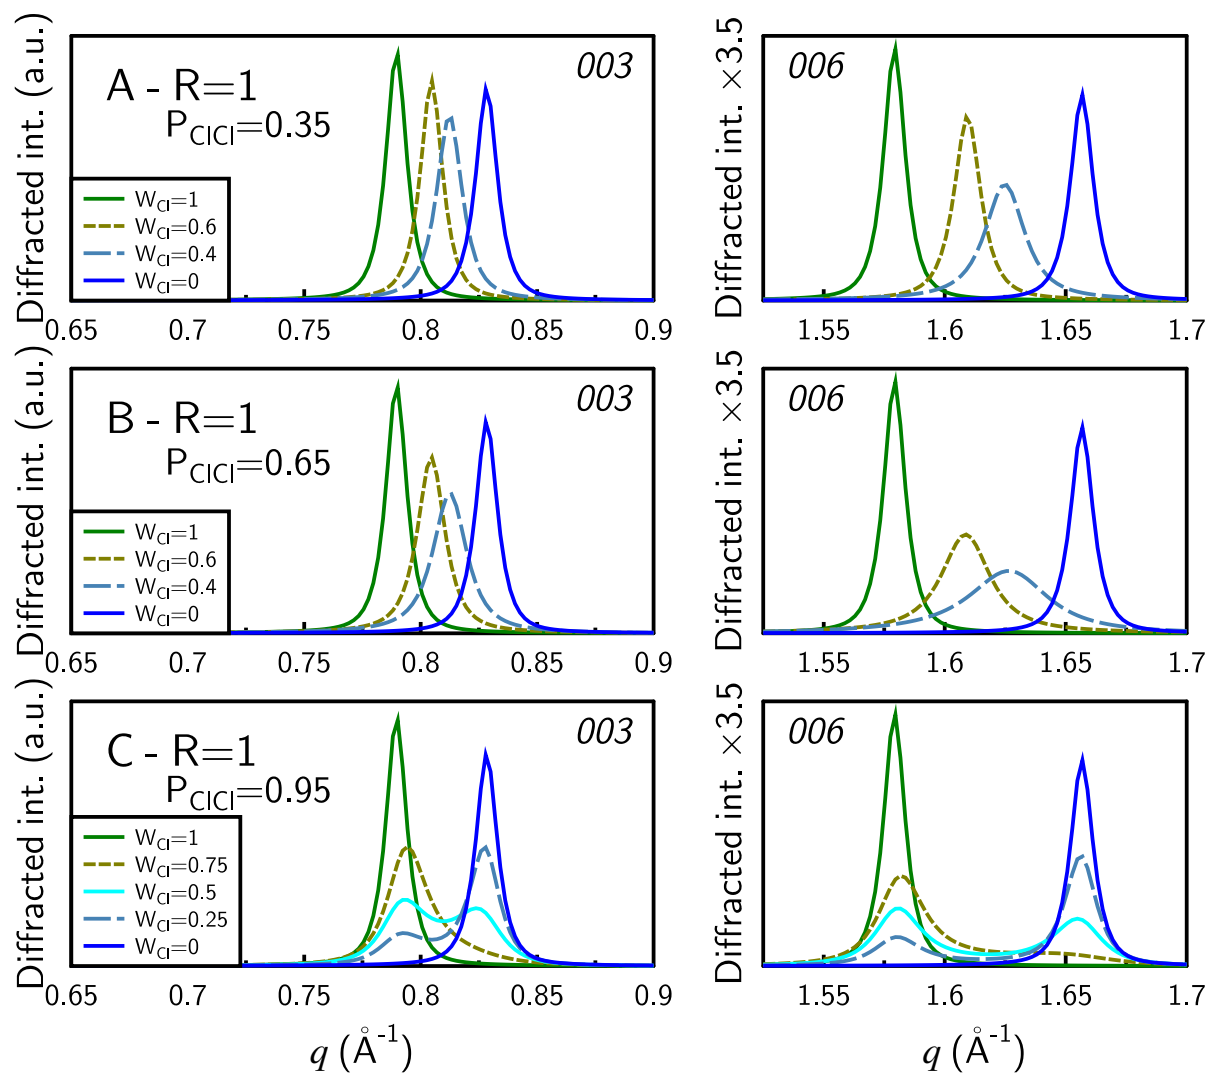 Diffracted int. (a.u.)
A - R=1
P_ClCl=0.35
003
W_Cl=1
W_Cl=0.6
W_Cl=0.4
W_Cl=0
0.65 0.7 0.75 0.8 0.85 0.9
Diffracted int. ×3.5
006
1.55 1.6 1.65 1.7
Diffracted int. (a.u.)
B - R=1
P_ClCl=0.65
003
W_Cl=1
W_Cl=0.6
W_Cl=0.4
W_Cl=0
0.65 0.7 0.75 0.8 0.85 0.9
Diffracted int. ×3.5
006
1.55 1.6 1.65 1.7
Diffracted int. (a.u.)
C - R=1
P_ClCl=0.95
003
W_Cl=1
W_Cl=0.75
W_Cl=0.5
W_Cl=0.25
W_Cl=0
0.65 0.7 0.75 0.8 0.85 0.9
q (Å⁻¹)
Diffracted int. ×3.5
006
1.55 1.6 1.65 1.7
q (Å⁻¹)